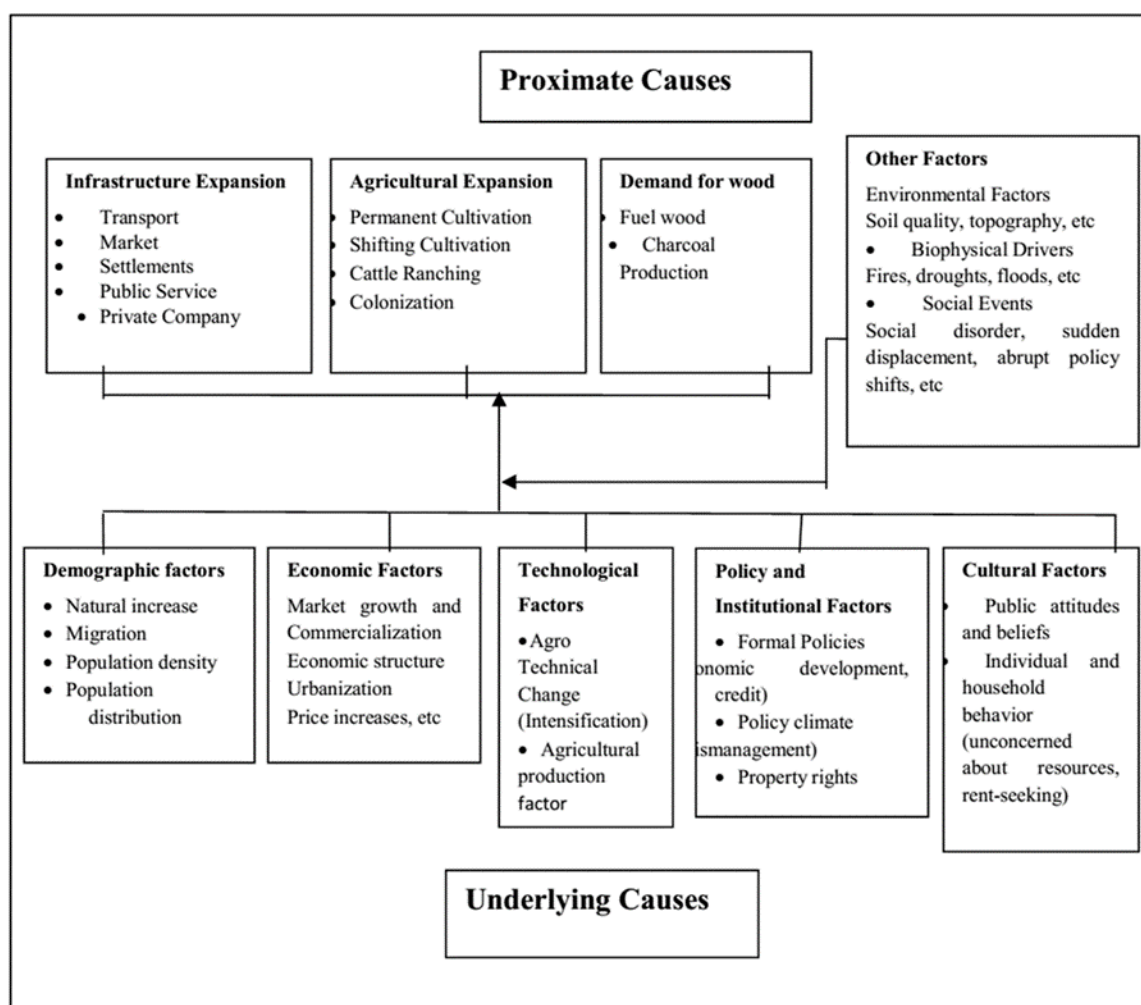 Proximate Causes
Infrastructure Expansion
• Transport
• Market
• Settlements
• Public Service
• Private Company
Agricultural Expansion
• Permanent Cultivation
• Shifting Cultivation
• Cattle Ranching
• Colonization
Demand for wood
• Fuel wood
• Charcoal
Production
Other Factors
Environmental Factors
Soil quality, topography, etc
• Biophysical Drivers
Fires, droughts, floods, etc
• Social Events
Social disorder, sudden
displacement, abrupt policy
shifts, etc
Demographic factors
• Natural increase
• Migration
• Population density
• Population
distribution
Economic Factors
Market growth and
Commercialization
Economic structure
Urbanization
Price increases, etc
Technological
Factors
•Agro
Technical
Change
(Intensification)
• Agricultural
production
factor
Policy and
Institutional Factors
• Formal Policies
onomic development,
credit)
• Policy climate
ismanagement)
• Property rights
Cultural Factors
• Public attitudes
and beliefs
• Individual and
household
behavior
(unconcerned
about resources,
rent-seeking)
Underlying Causes